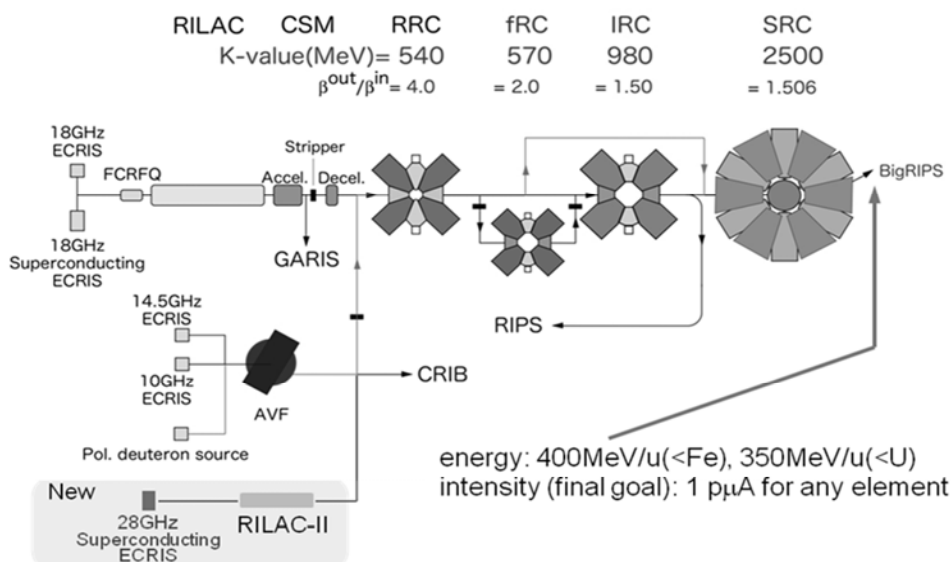 RILAC CSM RRC fRC IRC SRC
K-value(MeV)= 540 570 980 2500
βout/βin= 4.0 = 2.0 = 1.50 = 1.506
18GHz
ECRIS
FCRFQ
Accel.
Stripper
Decel.
BigRIPS
18GHz
Superconducting
ECRIS
GARIS
14.5GHz
ECRIS
RIPS
10GHz
ECRIS
AVF
CRIB
Pol. deuteron source
energy: 400MeV/u(<Fe), 350MeV/u(<U)
intensity (final goal): 1 pμA for any element
New
RILAC-II
28GHz
Superconducting
ECRIS